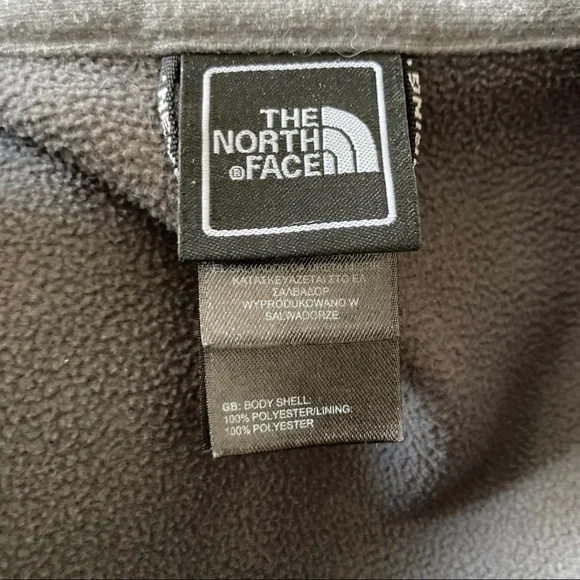 THE
NORTH
®FACE
ΚΑΤΑΣΚΕΥΑΖΕΤΑΙ ΣΤΟ ΕΛ
ΣΑΛΒΑΔΟΡ
WYPRODUKOWANO W
SALWADORZE
GB: BODY SHELL:
100% POLYESTER/LINING:
100% POLYESTER